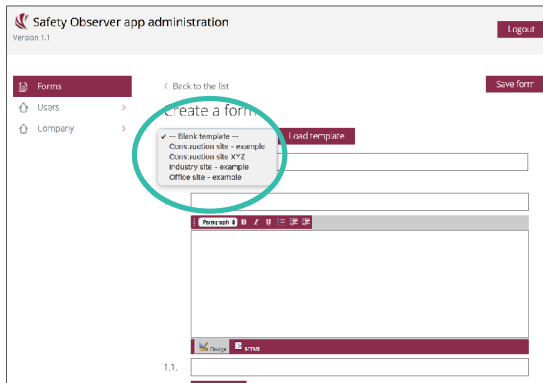 Safety Observer app administration
Version 1.1
Logout
Forms
Users
Company
< Back to the list
Save form
Create a form
✓ -- Blank template --
Construction site - example
Construction site XYZ
Industry site - example
Office site - example
Load template
Paragraph B I U
Design HTML
1.1.